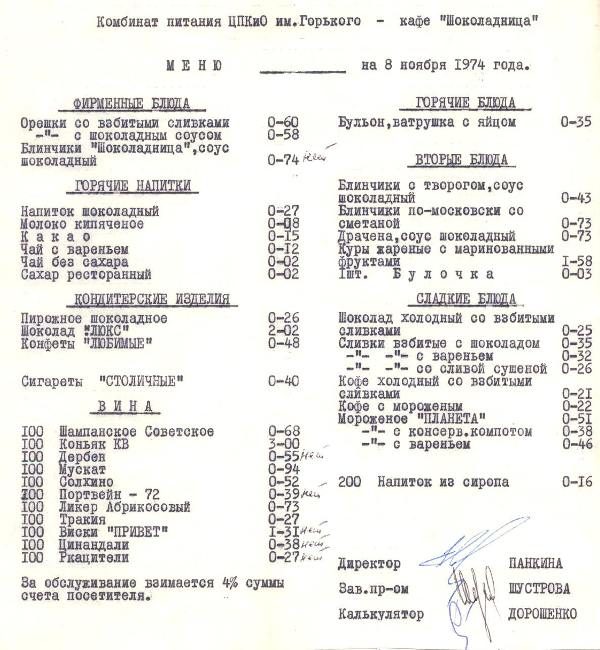 Комбинат питания ЦПКиО им.Горького - кафе "Шоколадница"
МЕНЮ на 8 ноября 1974 года.
ФИРМЕННЫЕ БЛЮДА
Орешки со взбитыми сливками 0-60
-"- с шоколадным соусом 0-58
Блинчики "Шоколадница",соус
шоколадный 0-74 нет
ГОРЯЧИЕ НАПИТКИ
Напиток шоколадный 0-27
Молоко кипяченое 0-08
Какао 0-15
Чай с вареньем 0-12
Чай без сахара 0-02
Сахар ресторанный 0-02
КОНДИТЕРСКИЕ ИЗДЕЛИЯ
Пирожное шоколадное 0-26
Шоколад "ЛЮКС" 2-02
Конфеты "ЛЮБИМЫЕ" 0-48
Сигареты "СТОЛИЧНЫЕ" 0-40
ВИНА
100 Шампанское Советское 0-68
100 Коньяк КВ 3-00
100 Дербен 0-55 нет
100 Мускат 0-94
100 Солхино 0-52
100 Портвейн - 72 0-39 нет
100 Ликер Абрикосовый 0-73
100 Тракия 0-27
100 Виски "ПРИВЕТ" 1-31 нет
100 Цинандали 0-38 нет
100 Ркацители 0-27 нет
За обслуживание взимается 4% суммы
счета посетителя.
ГОРЯЧИЕ БЛЮДА
Бульон,ватрушка с яйцом 0-35
ВТОРЫЕ БЛЮДА
Блинчики с творогом,соус
шоколадный 0-43
Блинчики по-московски со
сметаной 0-73
Драчена,соус шоколадный 0-73
Куры жареные с маринованными
фруктами 1-58
1шт. Булочка 0-03
СЛАДКИЕ БЛЮДА
Шоколад холодный со взбитыми
сливками 0-25
Сливки взбитые с шоколадом 0-35
-"- -"- с вареньем 0-32
-"- -"- со сливой сушеной 0-26
Кофе холодный со взбитыми
сливками 0-21
Кофе с мороженым 0-22
Мороженое "ПЛАНЕТА" 0-51
-"- с консерв.компотом 0-38
-"- с вареньем 0-46
200 Напиток из сиропа 0-16
Директор ПАНКИНА
Зав.пр-ом ШУСТРОВА
Калькулятор ДОРОШЕНКО